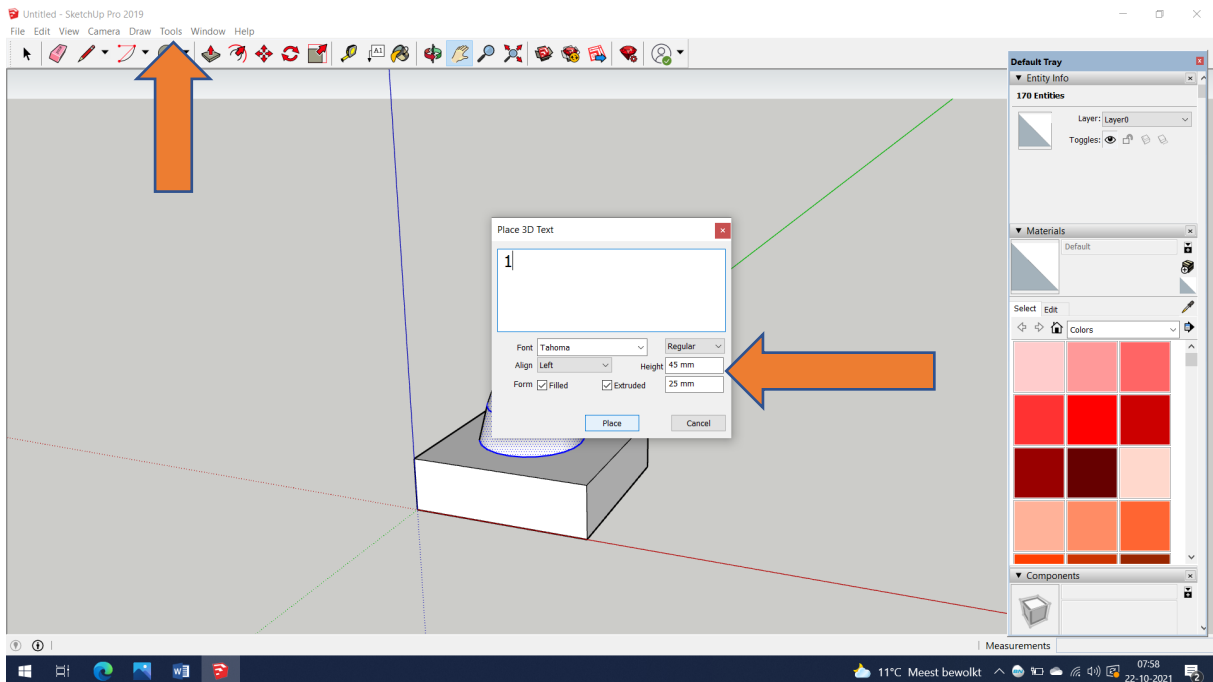 Untitled - SketchUp Pro 2019
File Edit View Camera Draw Tools Window Help
A1
Default Tray
Entity Info
170 Entities
Layer: Layer0
Toggles:
Place 3D Text
1
Font Tahoma Regular
Align Left Height 45 mm
Form Filled Extruded 25 mm
Place Cancel
Materials
Default
Select Edit
Colors
Components
Measurements
11°C Meest bewolkt
07:58
22-10-2021
2